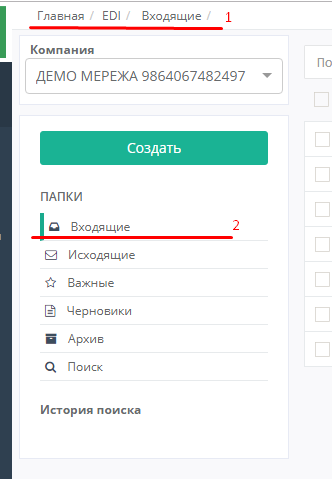 Главная / EDI / Входящие / 1
Компания
ДЕМО МЕРЕЖА 9864067482497
По
Создать
ПАПКИ
Входящие 2
Исходящие
Важные
Черновики
Архив
Поиск
История поиска